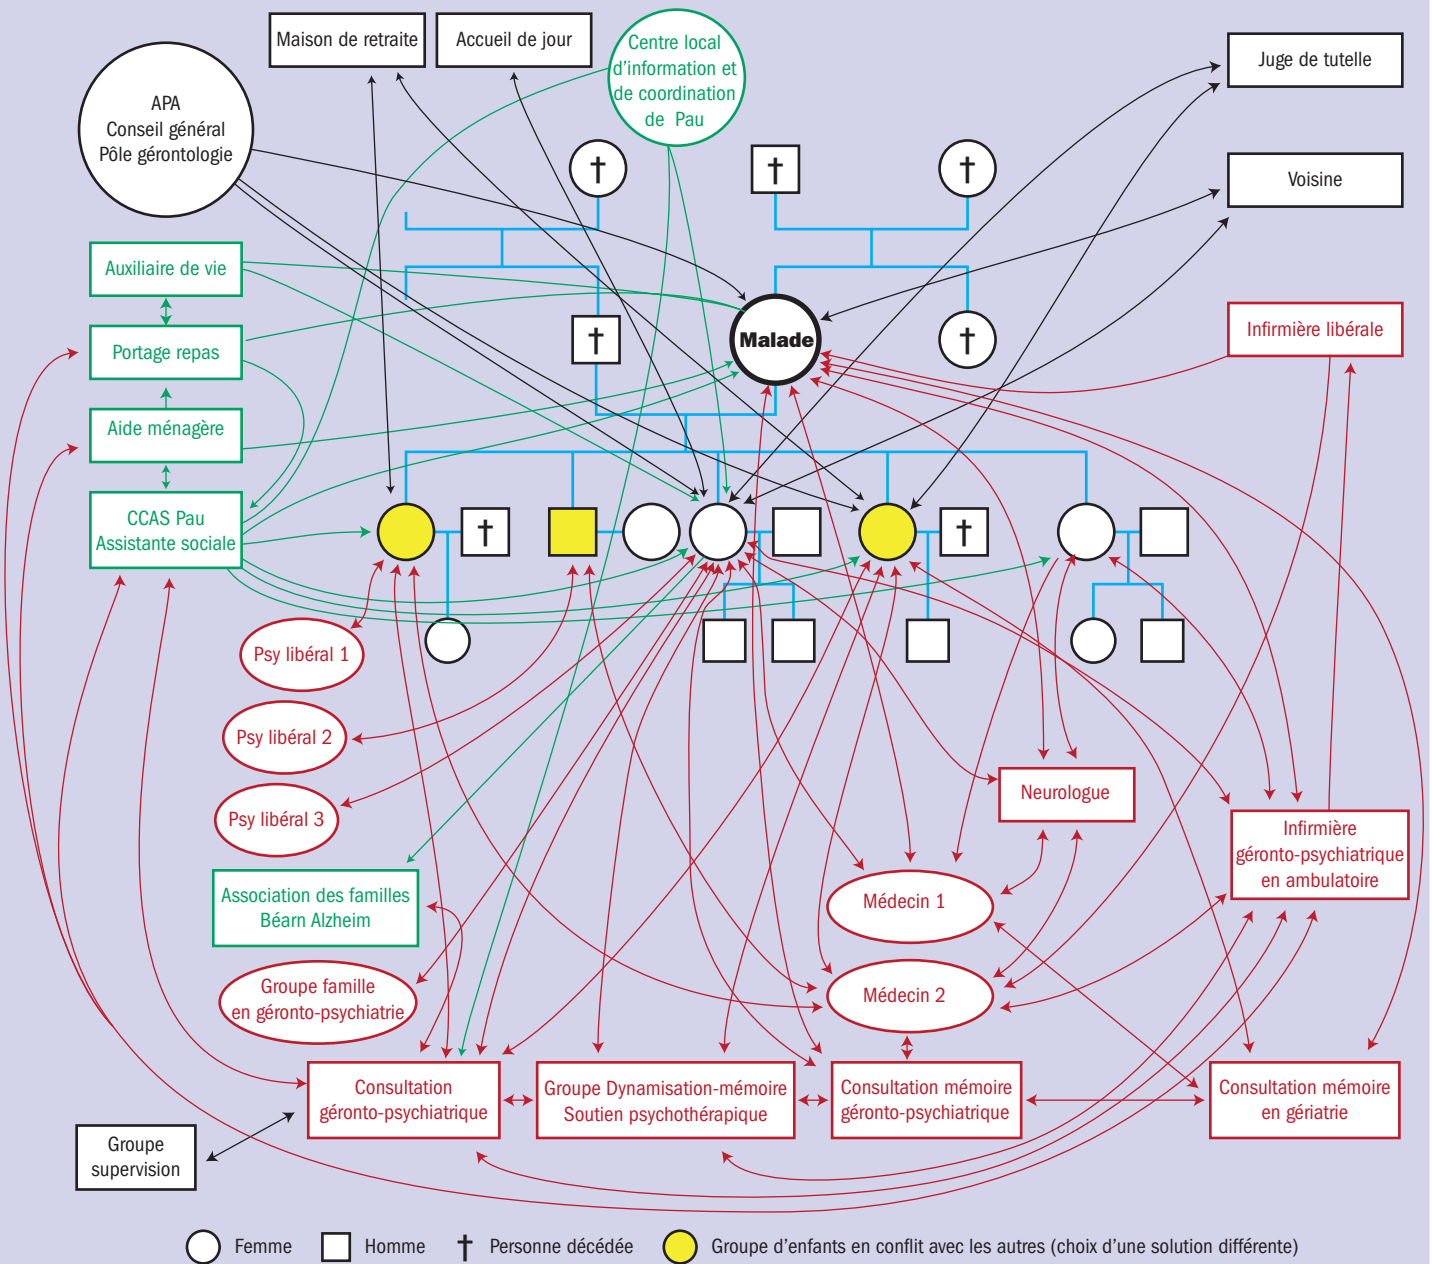 Maison de retraite
Accueil de jour
Centre local
d'information et
de coordination
de Pau
Juge de tutelle
APA
Conseil général
Pôle gérontologie
Voisine
Auxiliaire de vie
Portage repas
Malade
Infirmière libérale
Aide ménagère
CCAS Pau
Assistante sociale
Psy libéral 1
Psy libéral 2
Psy libéral 3
Neurologue
Infirmière
géronto-psychiatrique
en ambulatoire
Association des familles
Béarn Alzheim
Médecin 1
Groupe famille
en géronto-psychiatrie
Médecin 2
Consultation
géronto-psychiatrique
Groupe Dynamisation-mémoire
Soutien psychothérapique
Consultation mémoire
géronto-psychiatrique
Consultation mémoire
en gériatrie
Groupe
supervision
Femme
Homme
Personne décédée
Groupe d'enfants en conflit avec les autres (choix d'une solution différente)